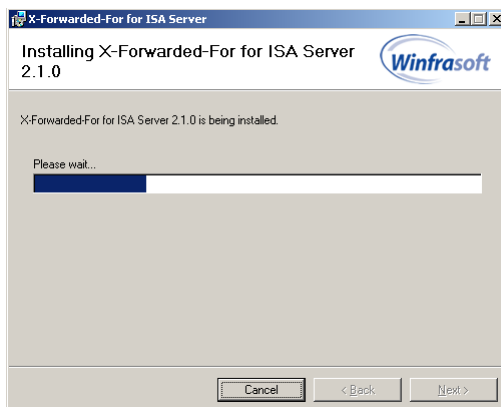 X-Forwarded-For for ISA Server
Installing X-Forwarded-For for ISA Server
2.1.0
Winfrasoft
X-Forwarded-For for ISA Server 2.1.0 is being installed.
Please wait...
Cancel
< Back
Next >